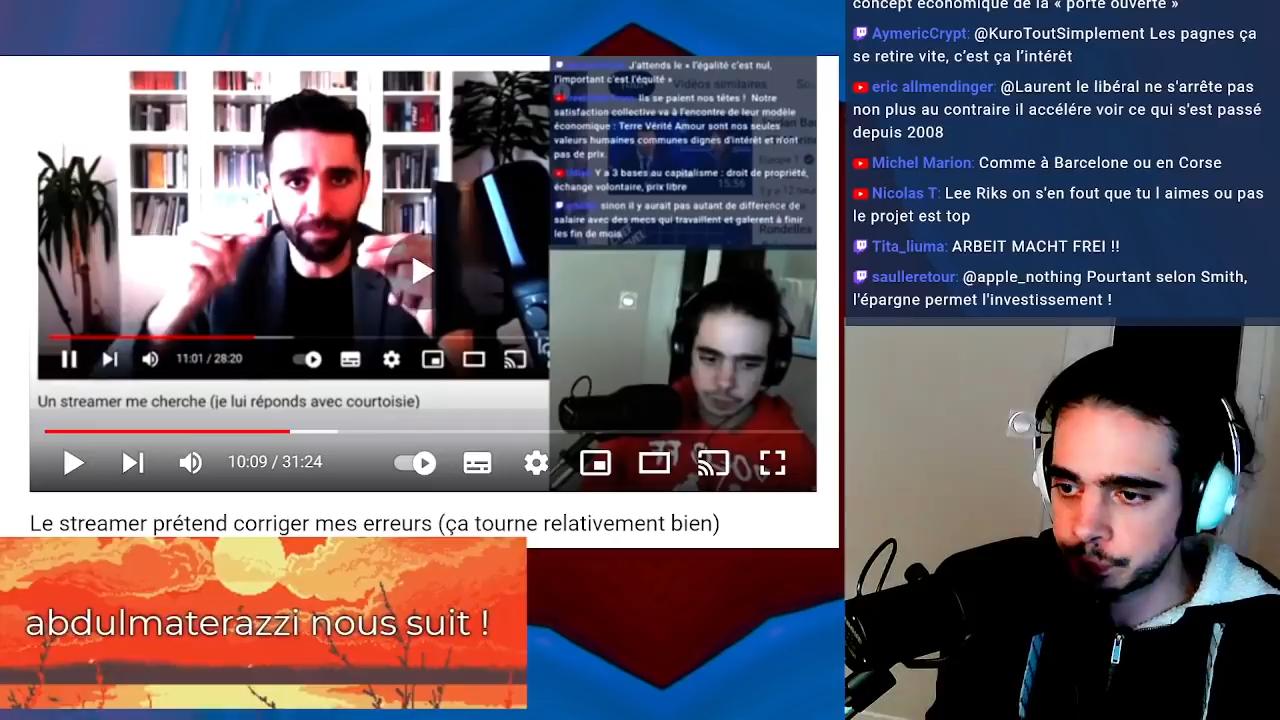 J'attends le « l'égalité c'est nul,
l'important c'est l'équité »
Ils se paient nos têtes ! Notre
satisfaction collective va à l'encontre de leur modèle
économique : Terre Vérité Amour sont nos seules
valeurs humaines communes dignes d'intérêt et n'ont
pas de prix.
Y a 3 bases au capitalisme : droit de propriété,
échange volontaire, prix libre
sinon il y aurait pas autant de difference de
salaire avec des mecs qui travaillent et galerent à finir
les fin de mois
11:01 / 28:20
Un streamer me cherche (je lui réponds avec courtoisie)
10:09 / 31:24
Le streamer prétend corriger mes erreurs (ça tourne relativement bien)
abdulmaterazzi nous suit !
concept économique de la « porte ouverte »
AymericCrypt: @KuroToutSimplement Les pagnes ça
se retire vite, c'est ça l'intérêt
eric allmendinger: @Laurent le libéral ne s'arrête pas
non plus au contraire il accélére voir ce qui s'est passé
depuis 2008
Michel Marion: Comme à Barcelone ou en Corse
Nicolas T: Lee Riks on s'en fout que tu l aimes ou pas
le projet est top
Tita_liuma: ARBEIT MACHT FREI !!
saulleretour: @apple_nothing Pourtant selon Smith,
l'épargne permet l'investissement !